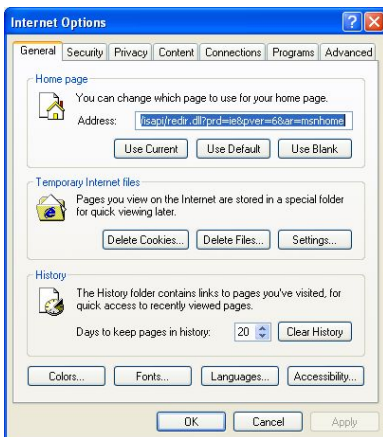 Internet Options
General Security Privacy Content Connections Programs Advanced
Home page
You can change which page to use for your home page.
Address: /isapi/redir.dll?prd=ie&pver=6&ar=msnhome
Use Current Use Default Use Blank
Temporary Internet files
Pages you view on the Internet are stored in a special folder
for quick viewing later.
Delete Cookies... Delete Files... Settings...
History
The History folder contains links to pages you've visited, for
quick access to recently viewed pages.
Days to keep pages in history: 20 Clear History
Colors... Fonts... Languages... Accessibility...
OK Cancel Apply